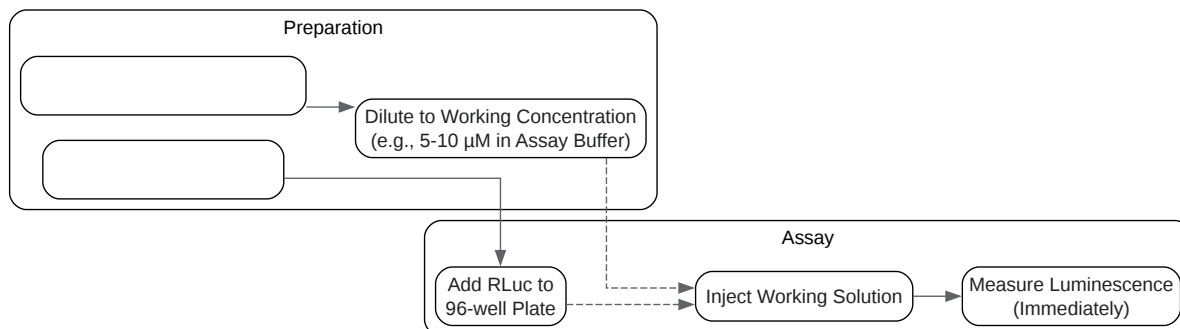 Preparation
Dilute to Working Concentration
(e.g., 5-10 µM in Assay Buffer)
Assay
Add RLuc to
96-well Plate
Inject Working Solution
Measure Luminescence
(Immediately)